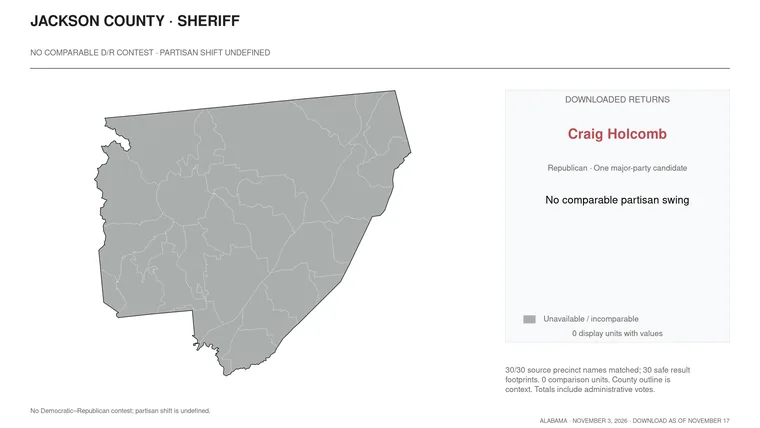 JACKSON COUNTY · SHERIFF
NO COMPARABLE D/R CONTEST · PARTISAN SHIFT UNDEFINED
DOWNLOADED RETURNS
Craig Holcomb
Republican · One major-party candidate
No comparable partisan swing
Unavailable / incomparable
0 display units with values
30/30 source precinct names matched; 30 safe result
footprints. 0 comparison units. County outline is
context. Totals include administrative votes.
No Democratic–Republican contest; partisan shift is undefined.
ALABAMA · NOVEMBER 3, 2026 · DOWNLOAD AS OF NOVEMBER 17